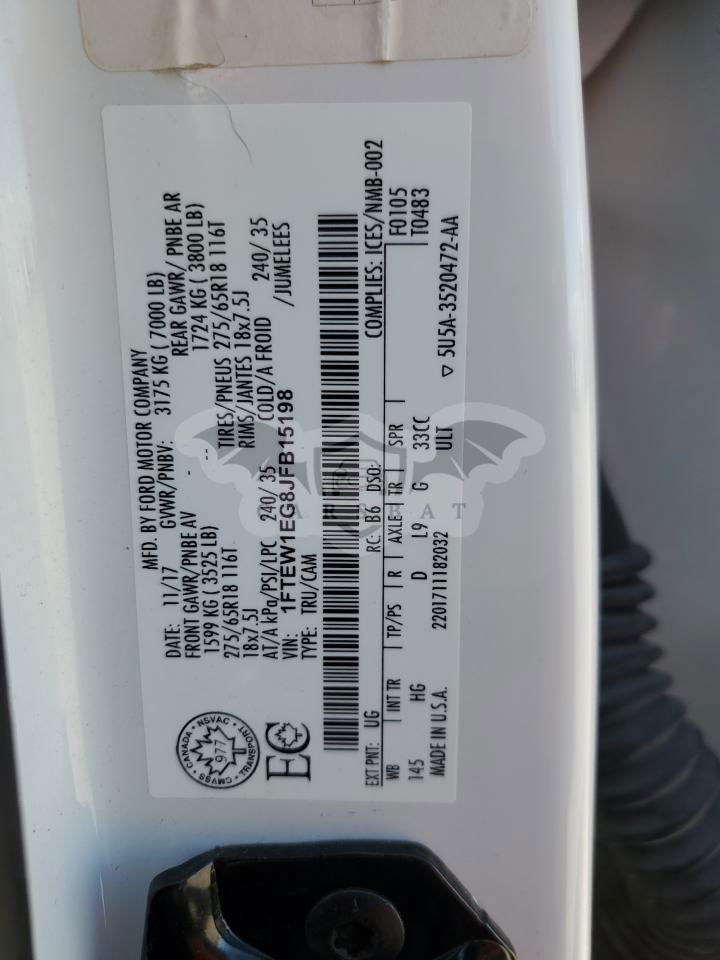 MFD. BY FORD MOTOR COMPANY
DATE: 11/17 GVWR/PNBV: 3175 KG ( 7000 LB)
FRONT GAWR/PNBE AV REAR GAWR/ PNBE AR
1599 KG ( 3525 LB) 1724 KG ( 3800 LB)
275/65R18 116T -- TIRES/PNEUS 275/65R18 116T
18x7.5J RIMS/JANTES 18x7.5J
AT/A kPa/PSI/LPC 240/ 35 COLD/A FROID 240/ 35
VIN: 1FTEW1EG8JFB15198 /JUMELEES
TYPE: TRU/CAM
CANADA · NSVAC · TRANSPORT · CMVSS
977
EC
COMPLIES: ICES/NMB-002
EXT PNT: UG RC: B6 DSO: F0105
WB INT TR TP/PS R AXLE TR SPR T0483
145 HG D L9 G 33CC
MADE IN U.S.A. 2201711182032 ULT
▽ 5U5A-3520472-AA
CARSBAT